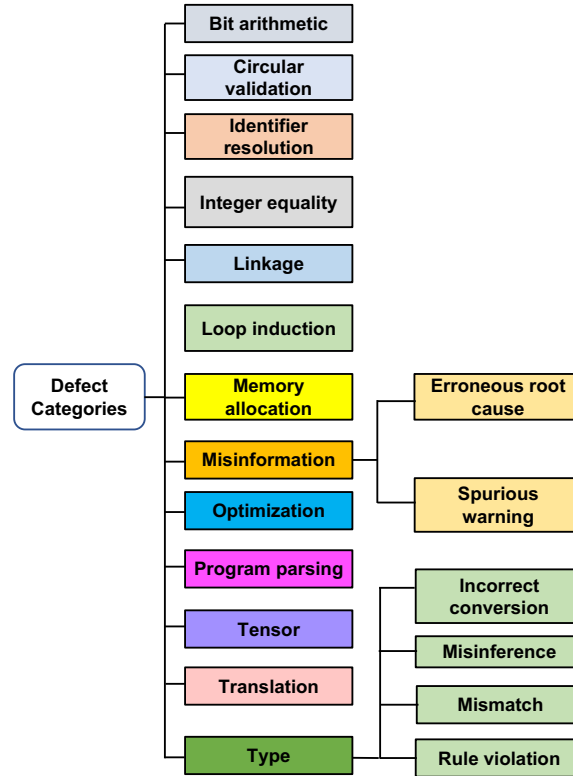 Defect
Categories
Bit arithmetic
Circular
validation
Identifier
resolution
Integer equality
Linkage
Loop induction
Memory
allocation
Misinformation
Erroneous root
cause
Spurious
warning
Optimization
Program parsing
Tensor
Translation
Type
Incorrect
conversion
Misinference
Mismatch
Rule violation